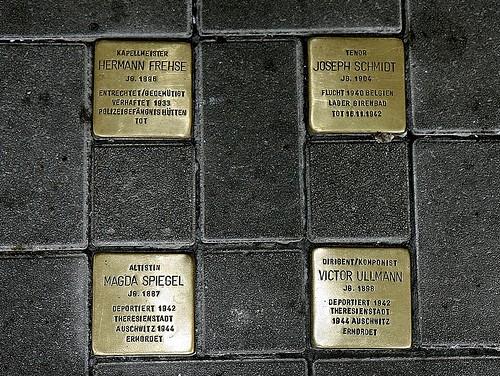 KAPELLMEISTER
HERMANN FREHSE
JG. 1896
ENTRECHTET/GEDEMÜTIGT
VERHAFTET 1933
POLIZEIGEFÄNGNIS HÜTTEN
TOT
TENOR
JOSEPH SCHMIDT
JG. 1904
FLUCHT 1940 BELGIEN
LAGER GIRENBAD
TOT 16.11.1942
ALTISTIN
MAGDA SPIEGEL
JG. 1887
DEPORTIERT 1942
THERESIENSTADT
AUSCHWITZ 1944
ERMORDET
DIRIGENT/KOMPONIST
VICTOR ULLMANN
JG. 1898
DEPORTIERT 1942
THERESIENSTADT
1944 AUSCHWITZ
ERMORDET